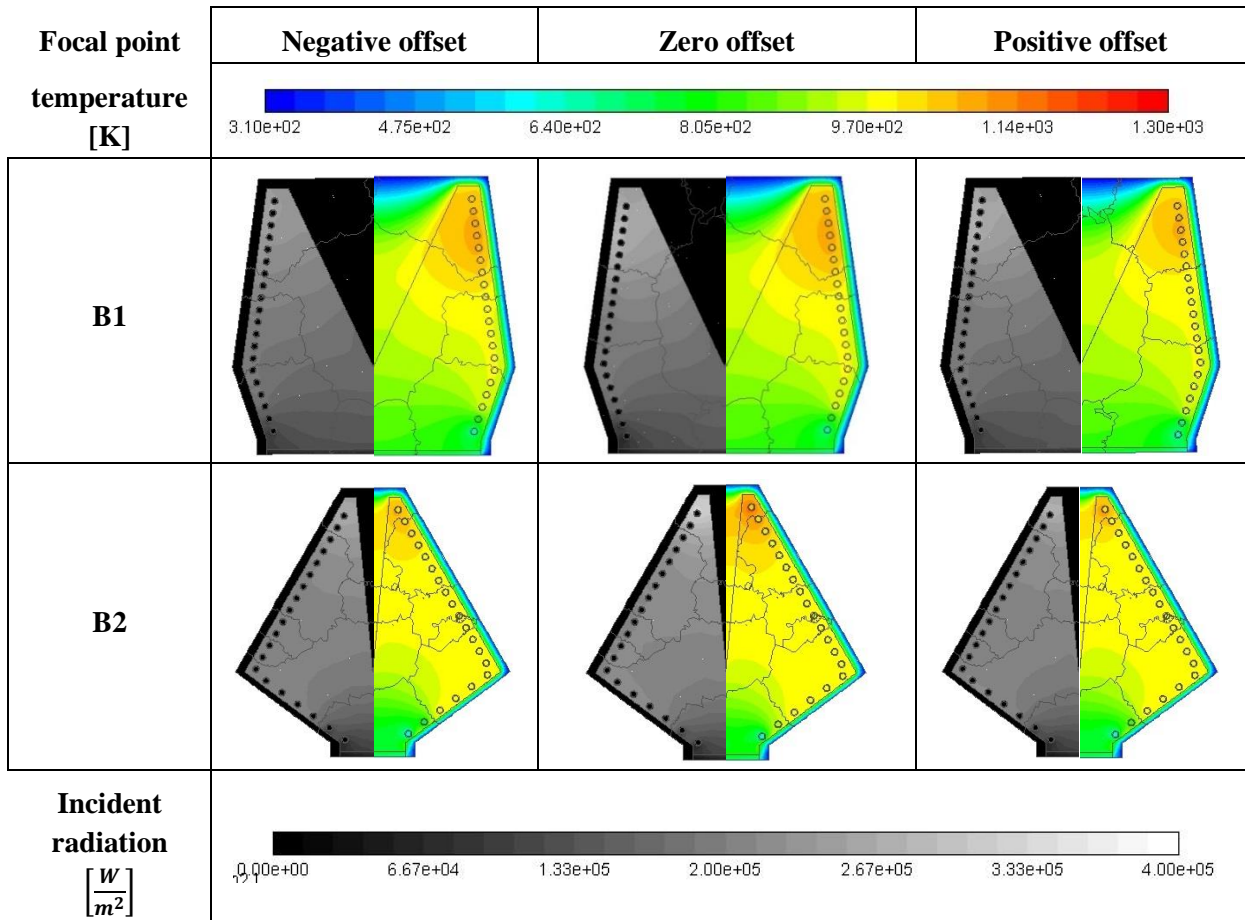 Focal point
temperature
[K]
Negative offset
Zero offset
Positive offset
3.10e+02 4.75e+02 6.40e+02 8.05e+02 9.70e+02 1.14e+03 1.30e+03
B1
B2
Incident
radiation
[W/m²]
0.00e+00 6.67e+04 1.33e+05 2.00e+05 2.67e+05 3.33e+05 4.00e+05